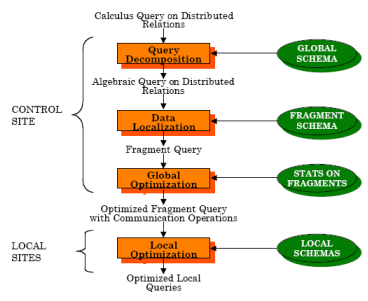 Calculus Query on Distributed
Relations
Query
Decomposition
GLOBAL
SCHEMA
Algebraic Query on Distributed
Relations
CONTROL
SITE
Data
Localization
FRAGMENT
SCHEMA
Fragment Query
Global
Optimization
STATS ON
FRAGMENTS
Optimized Fragment Query
with Communication Operations
LOCAL
SITES
Local
Optimization
LOCAL
SCHEMAS
Optimized Local
Queries